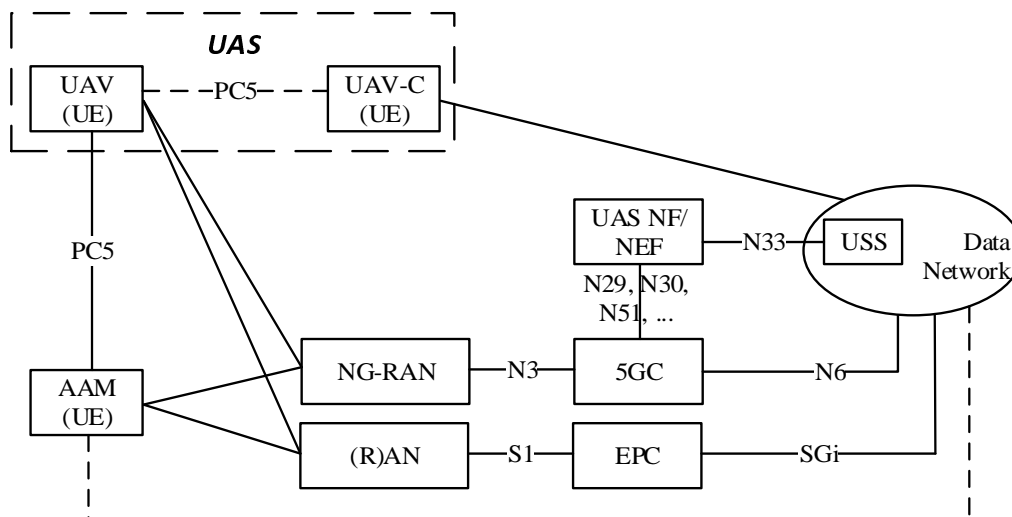 UAS
UAV
(UE)
PC5
UAV-C
(UE)
PC5
UAS NF/
NEF
N33
USS
Data
Network
N29, N30,
N51, ...
AAM
(UE)
NG-RAN
N3
5GC
N6
(R)AN
S1
EPC
SGi